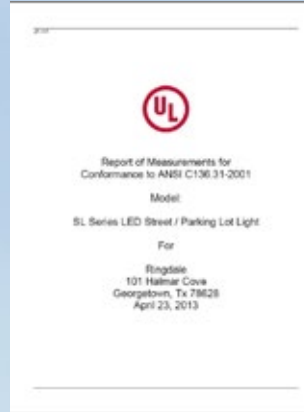 UL
Report of Measurements for
Conformance to ANSI C136.31-2001
Model:
SL Series LED Street / Parking Lot Light
For
Ringdale
101 Halmar Cove
Georgetown, Tx 78628
April 23, 2013